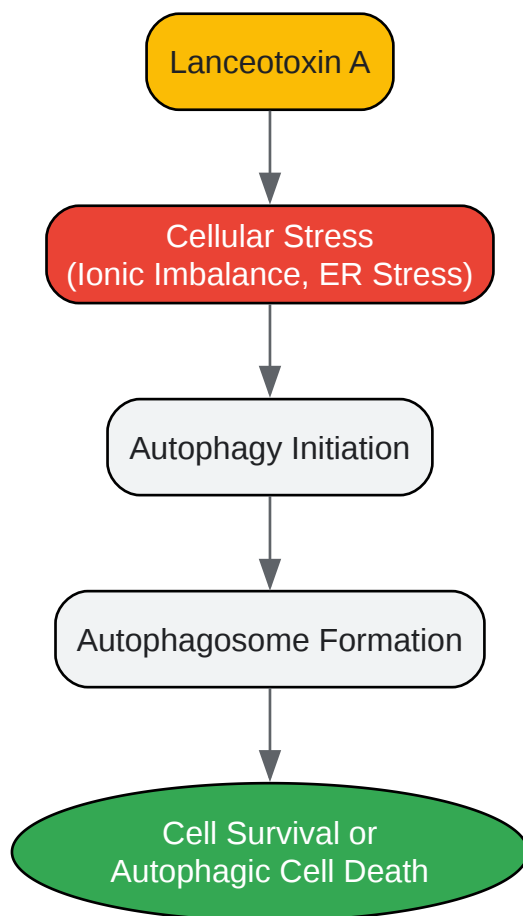 Lanceotoxin A
Cellular Stress
(Ionic Imbalance, ER Stress)
Autophagy Initiation
Autophagosome Formation
Cell Survival or
Autophagic Cell Death